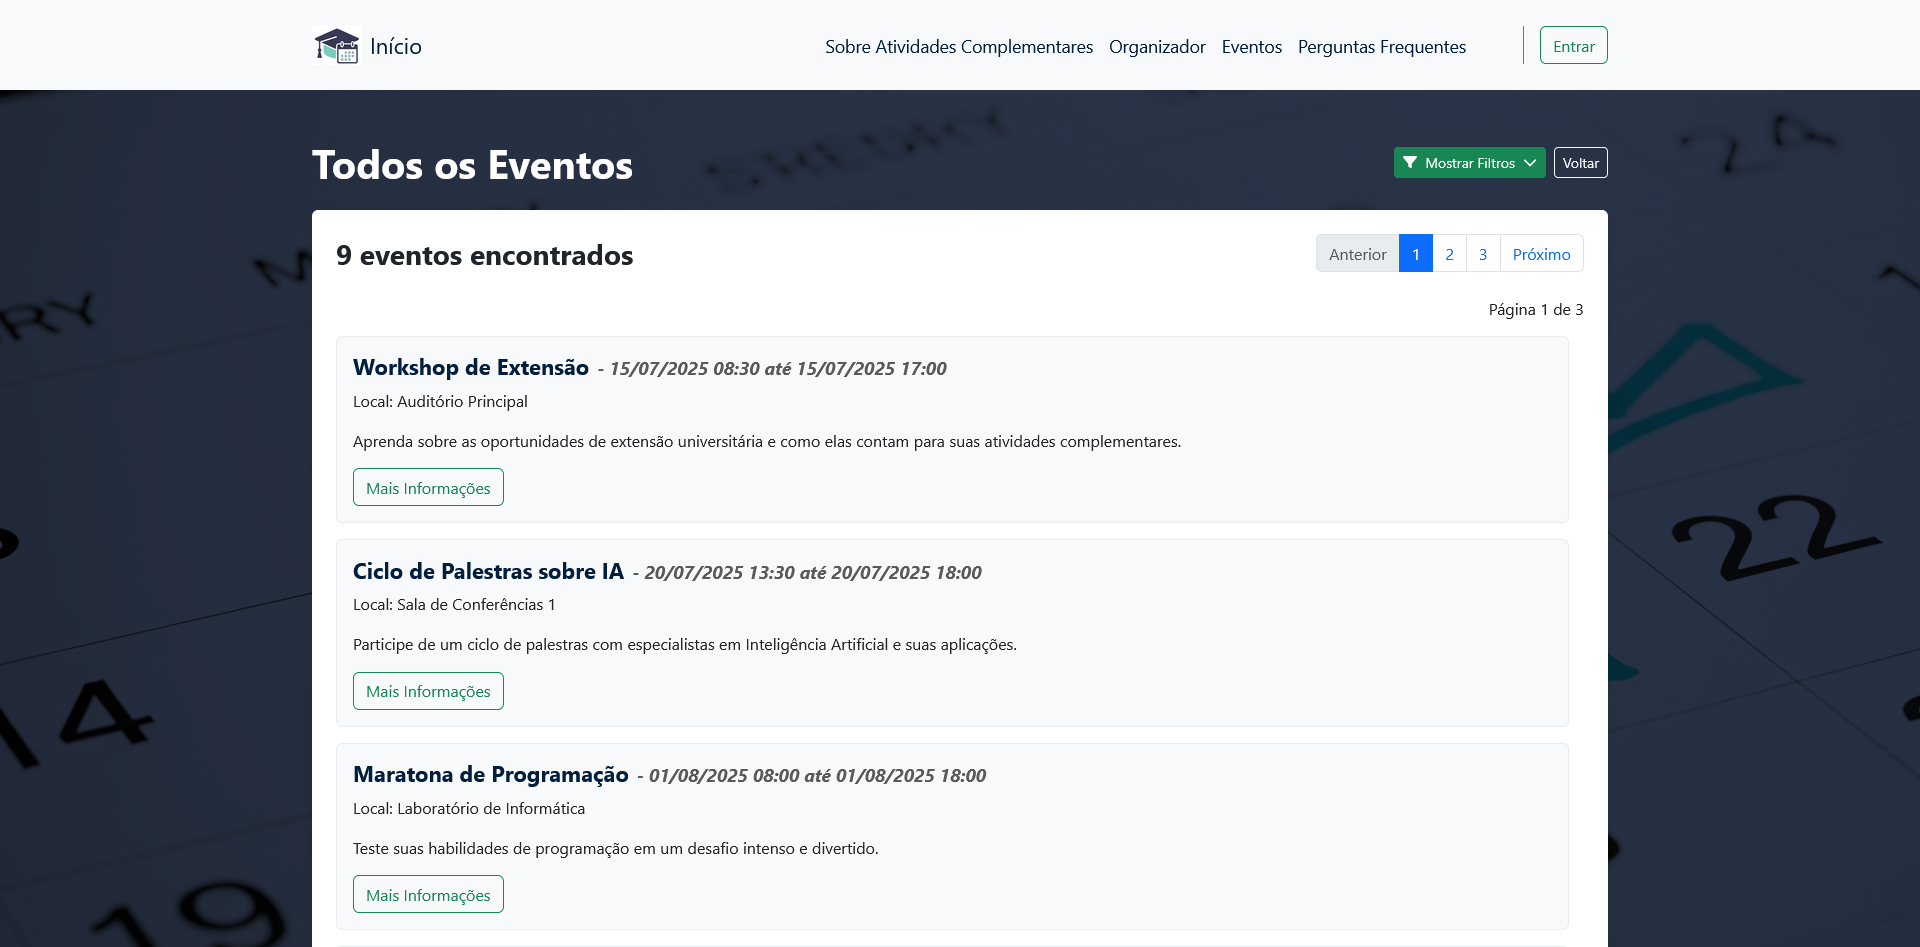 Início
Sobre Atividades Complementares Organizador Eventos Perguntas Frequentes
Entrar
Todos os Eventos
Mostrar Filtros
Voltar
9 eventos encontrados
Anterior 1 2 3 Próximo
Página 1 de 3
Workshop de Extensão - 15/07/2025 08:30 até 15/07/2025 17:00
Local: Auditório Principal
Aprenda sobre as oportunidades de extensão universitária e como elas contam para suas atividades complementares.
Mais Informações
Ciclo de Palestras sobre IA - 20/07/2025 13:30 até 20/07/2025 18:00
Local: Sala de Conferências 1
Participe de um ciclo de palestras com especialistas em Inteligência Artificial e suas aplicações.
Mais Informações
Maratona de Programação - 01/08/2025 08:00 até 01/08/2025 18:00
Local: Laboratório de Informática
Teste suas habilidades de programação em um desafio intenso e divertido.
Mais Informações
24
22
14
19